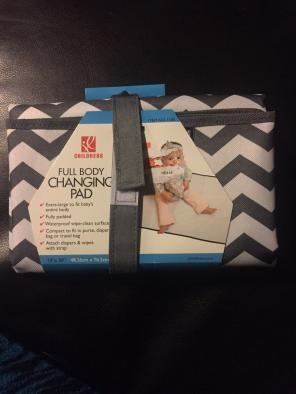 CHILDRESS
FULL BODY
CHANGING
PAD
Extra-large to fit baby's
entire body
Fully padded
Waterproof wipe-clean surface
Compact to fit in purse, diaper
bag or travel bag
Attach diapers & wipes
with strap